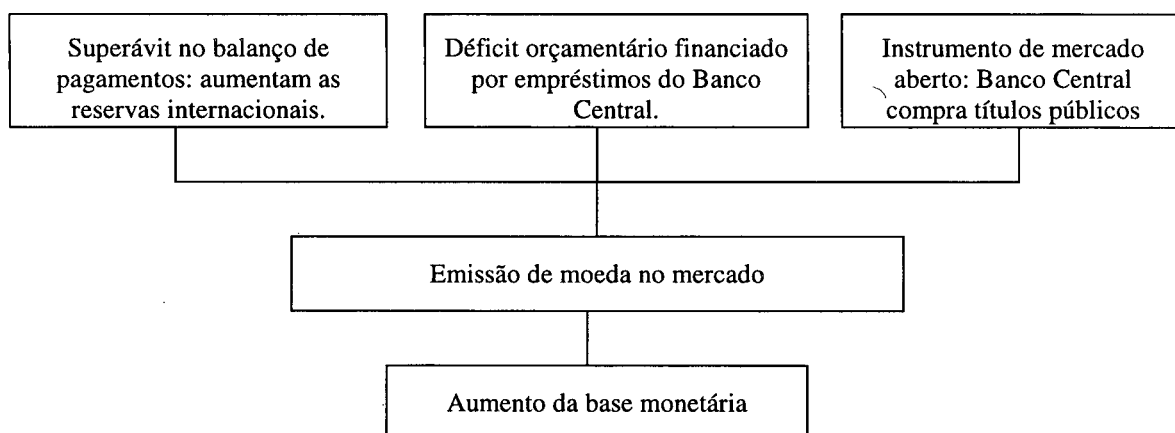 Superávit no balanço de
pagamentos: aumentam as
reservas internacionais.
Déficit orçamentário financiado
por empréstimos do Banco
Central.
Instrumento de mercado
aberto: Banco Central
compra títulos públicos
Emissão de moeda no mercado
Aumento da base monetária